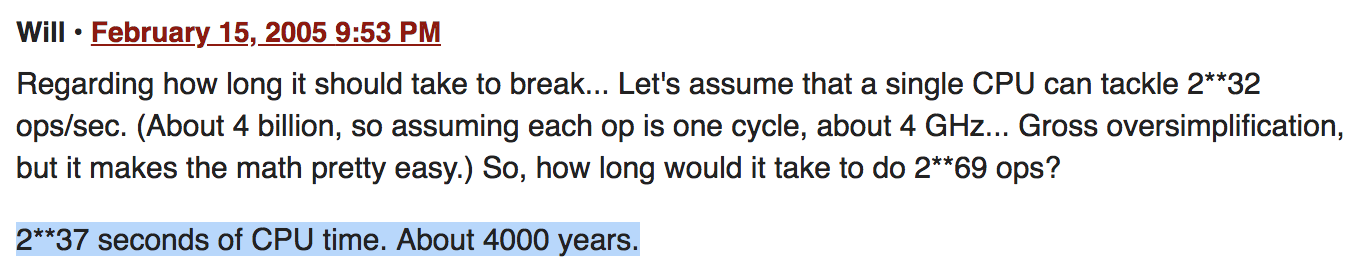 Will • February 15, 2005 9:53 PM
Regarding how long it should take to break... Let's assume that a single CPU can tackle 2**32
ops/sec. (About 4 billion, so assuming each op is one cycle, about 4 GHz... Gross oversimplification,
but it makes the math pretty easy.) So, how long would it take to do 2**69 ops?
2**37 seconds of CPU time. About 4000 years.